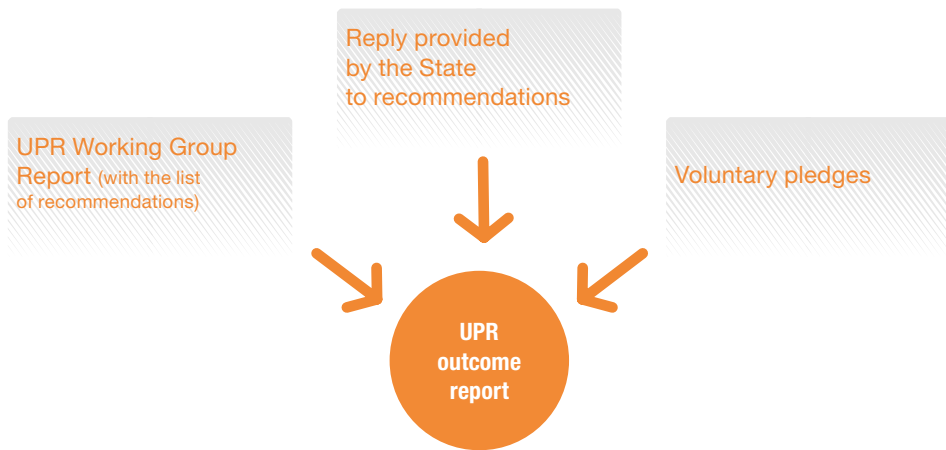 Reply provided
by the State
to recommendations
UPR Working Group
Report (with the list
of recommendations)
Voluntary pledges
UPR
outcome
report